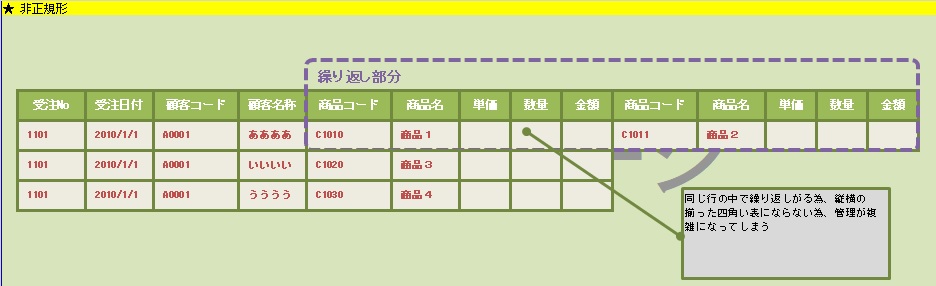 ★ 非正規形
繰り返し部分
受注No 受注日付 顧客コード 顧客名称 商品コード 商品名 単価 数量 金額 商品コード 商品名 単価 数量 金額
1101 2010/1/1 A0001 ああああ C1010 商品１ C1011 商品２
1101 2010/1/1 A0001 いいいい C1020 商品３
1101 2010/1/1 A0001 うううう C1030 商品４
同じ行の中で繰り返しがる為、縦横の
揃った四角い表にならない為、管理が複
雑になってしまう